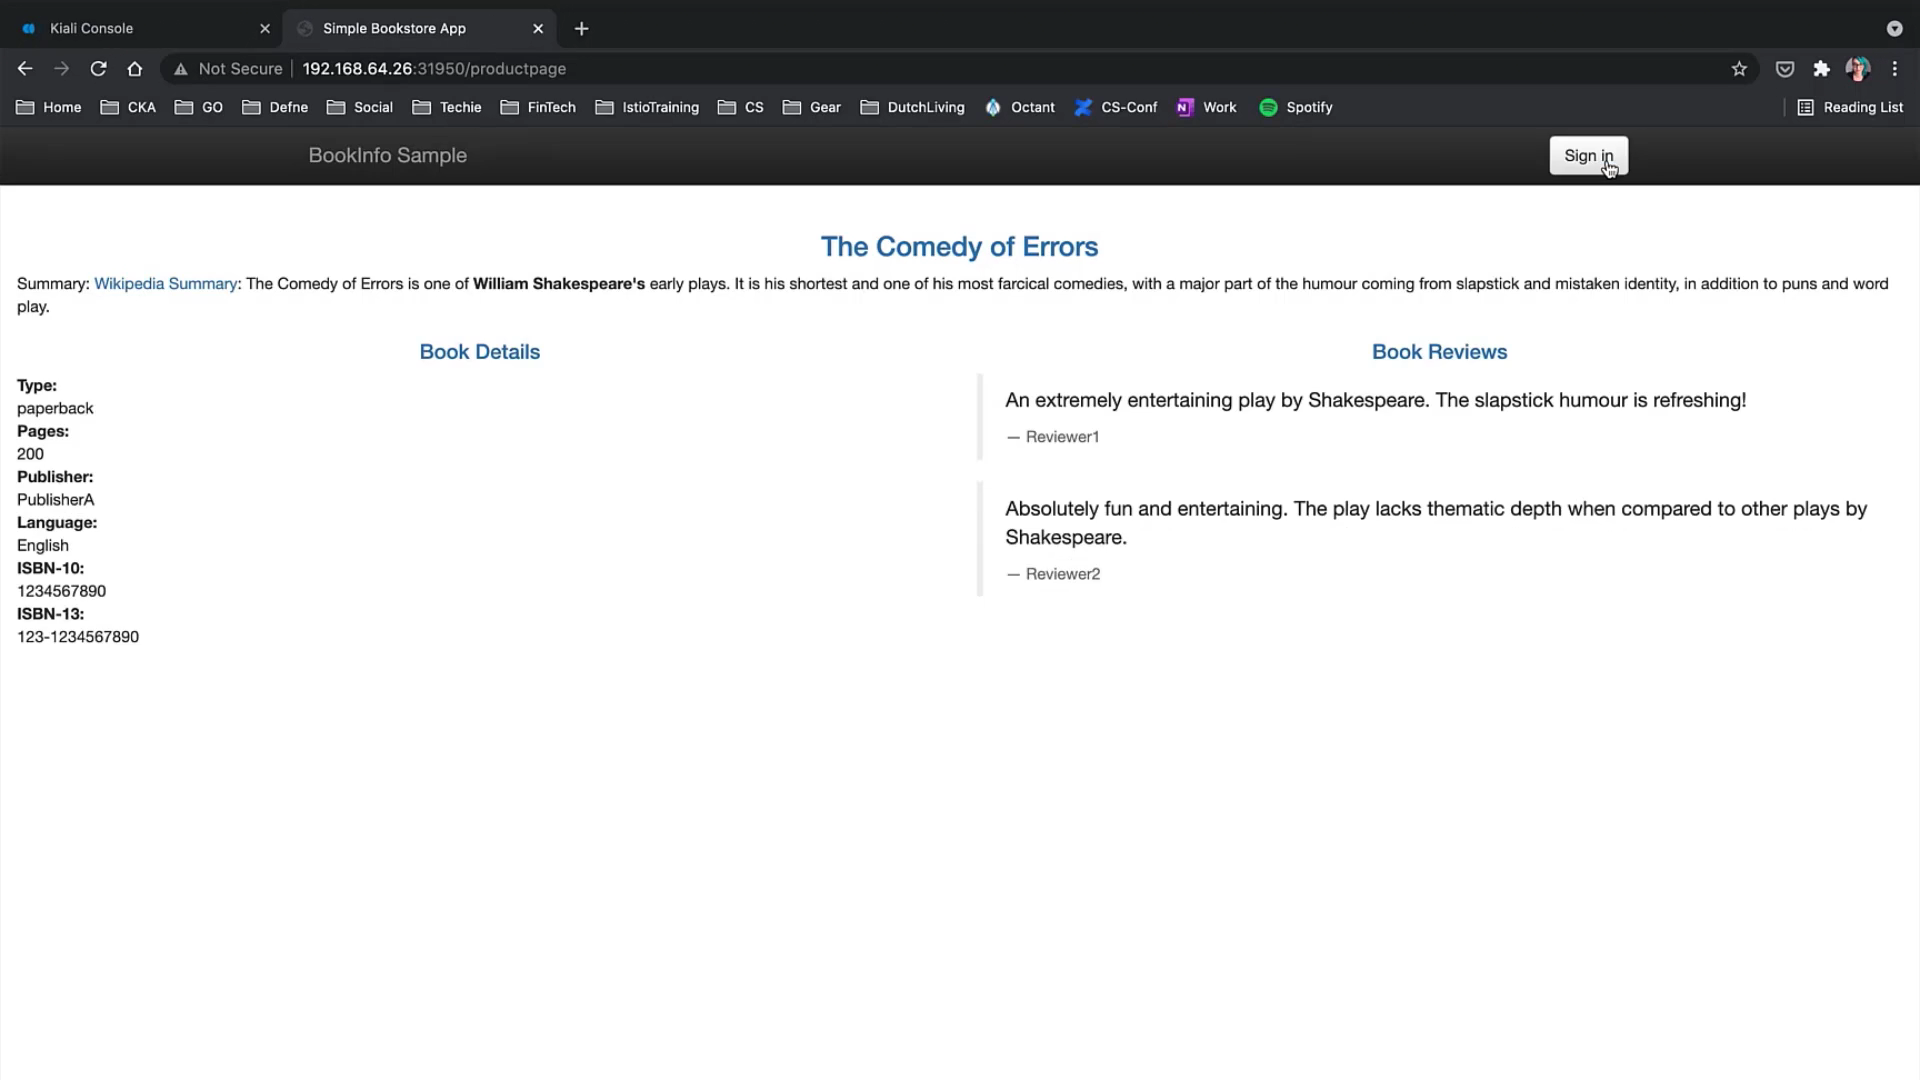 Kiali Console
Simple Bookstore App
Not Secure
192.168.64.26:31950/productpage
Home CKA GO Defne Social Techie FinTech IstioTraining CS Gear DutchLiving Octant CS-Conf Work Spotify Reading List
BookInfo Sample
Sign in
The Comedy of Errors
Summary: Wikipedia Summary: The Comedy of Errors is one of William Shakespeare's early plays. It is his shortest and one of his most farcical comedies, with a major part of the humour coming from slapstick and mistaken identity, in addition to puns and word
play.
Book Details
Type:
paperback
Pages:
200
Publisher:
PublisherA
Language:
English
ISBN-10:
1234567890
ISBN-13:
123-1234567890
Book Reviews
An extremely entertaining play by Shakespeare. The slapstick humour is refreshing!
— Reviewer1
Absolutely fun and entertaining. The play lacks thematic depth when compared to other plays by
Shakespeare.
— Reviewer2